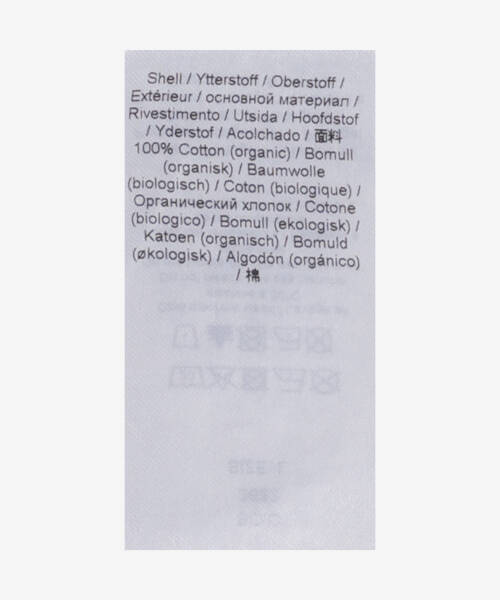 Shell / Ytterstoff / Oberstoff /
Extérieur / основной материал /
Rivestimento / Utsida / Hoofdstof
/ Yderstof / Acolchado / 面料
100% Cotton (organic) / Bomull
(organisk) / Baumwolle
(biologisch) / Coton (biologique) /
Органический хлопок / Cotone
(biologico) / Bomull (ekologisk) /
Katoen (organisch) / Bomuld
(økologisk) / Algodón (orgánico)
/ 棉
SIZE: L